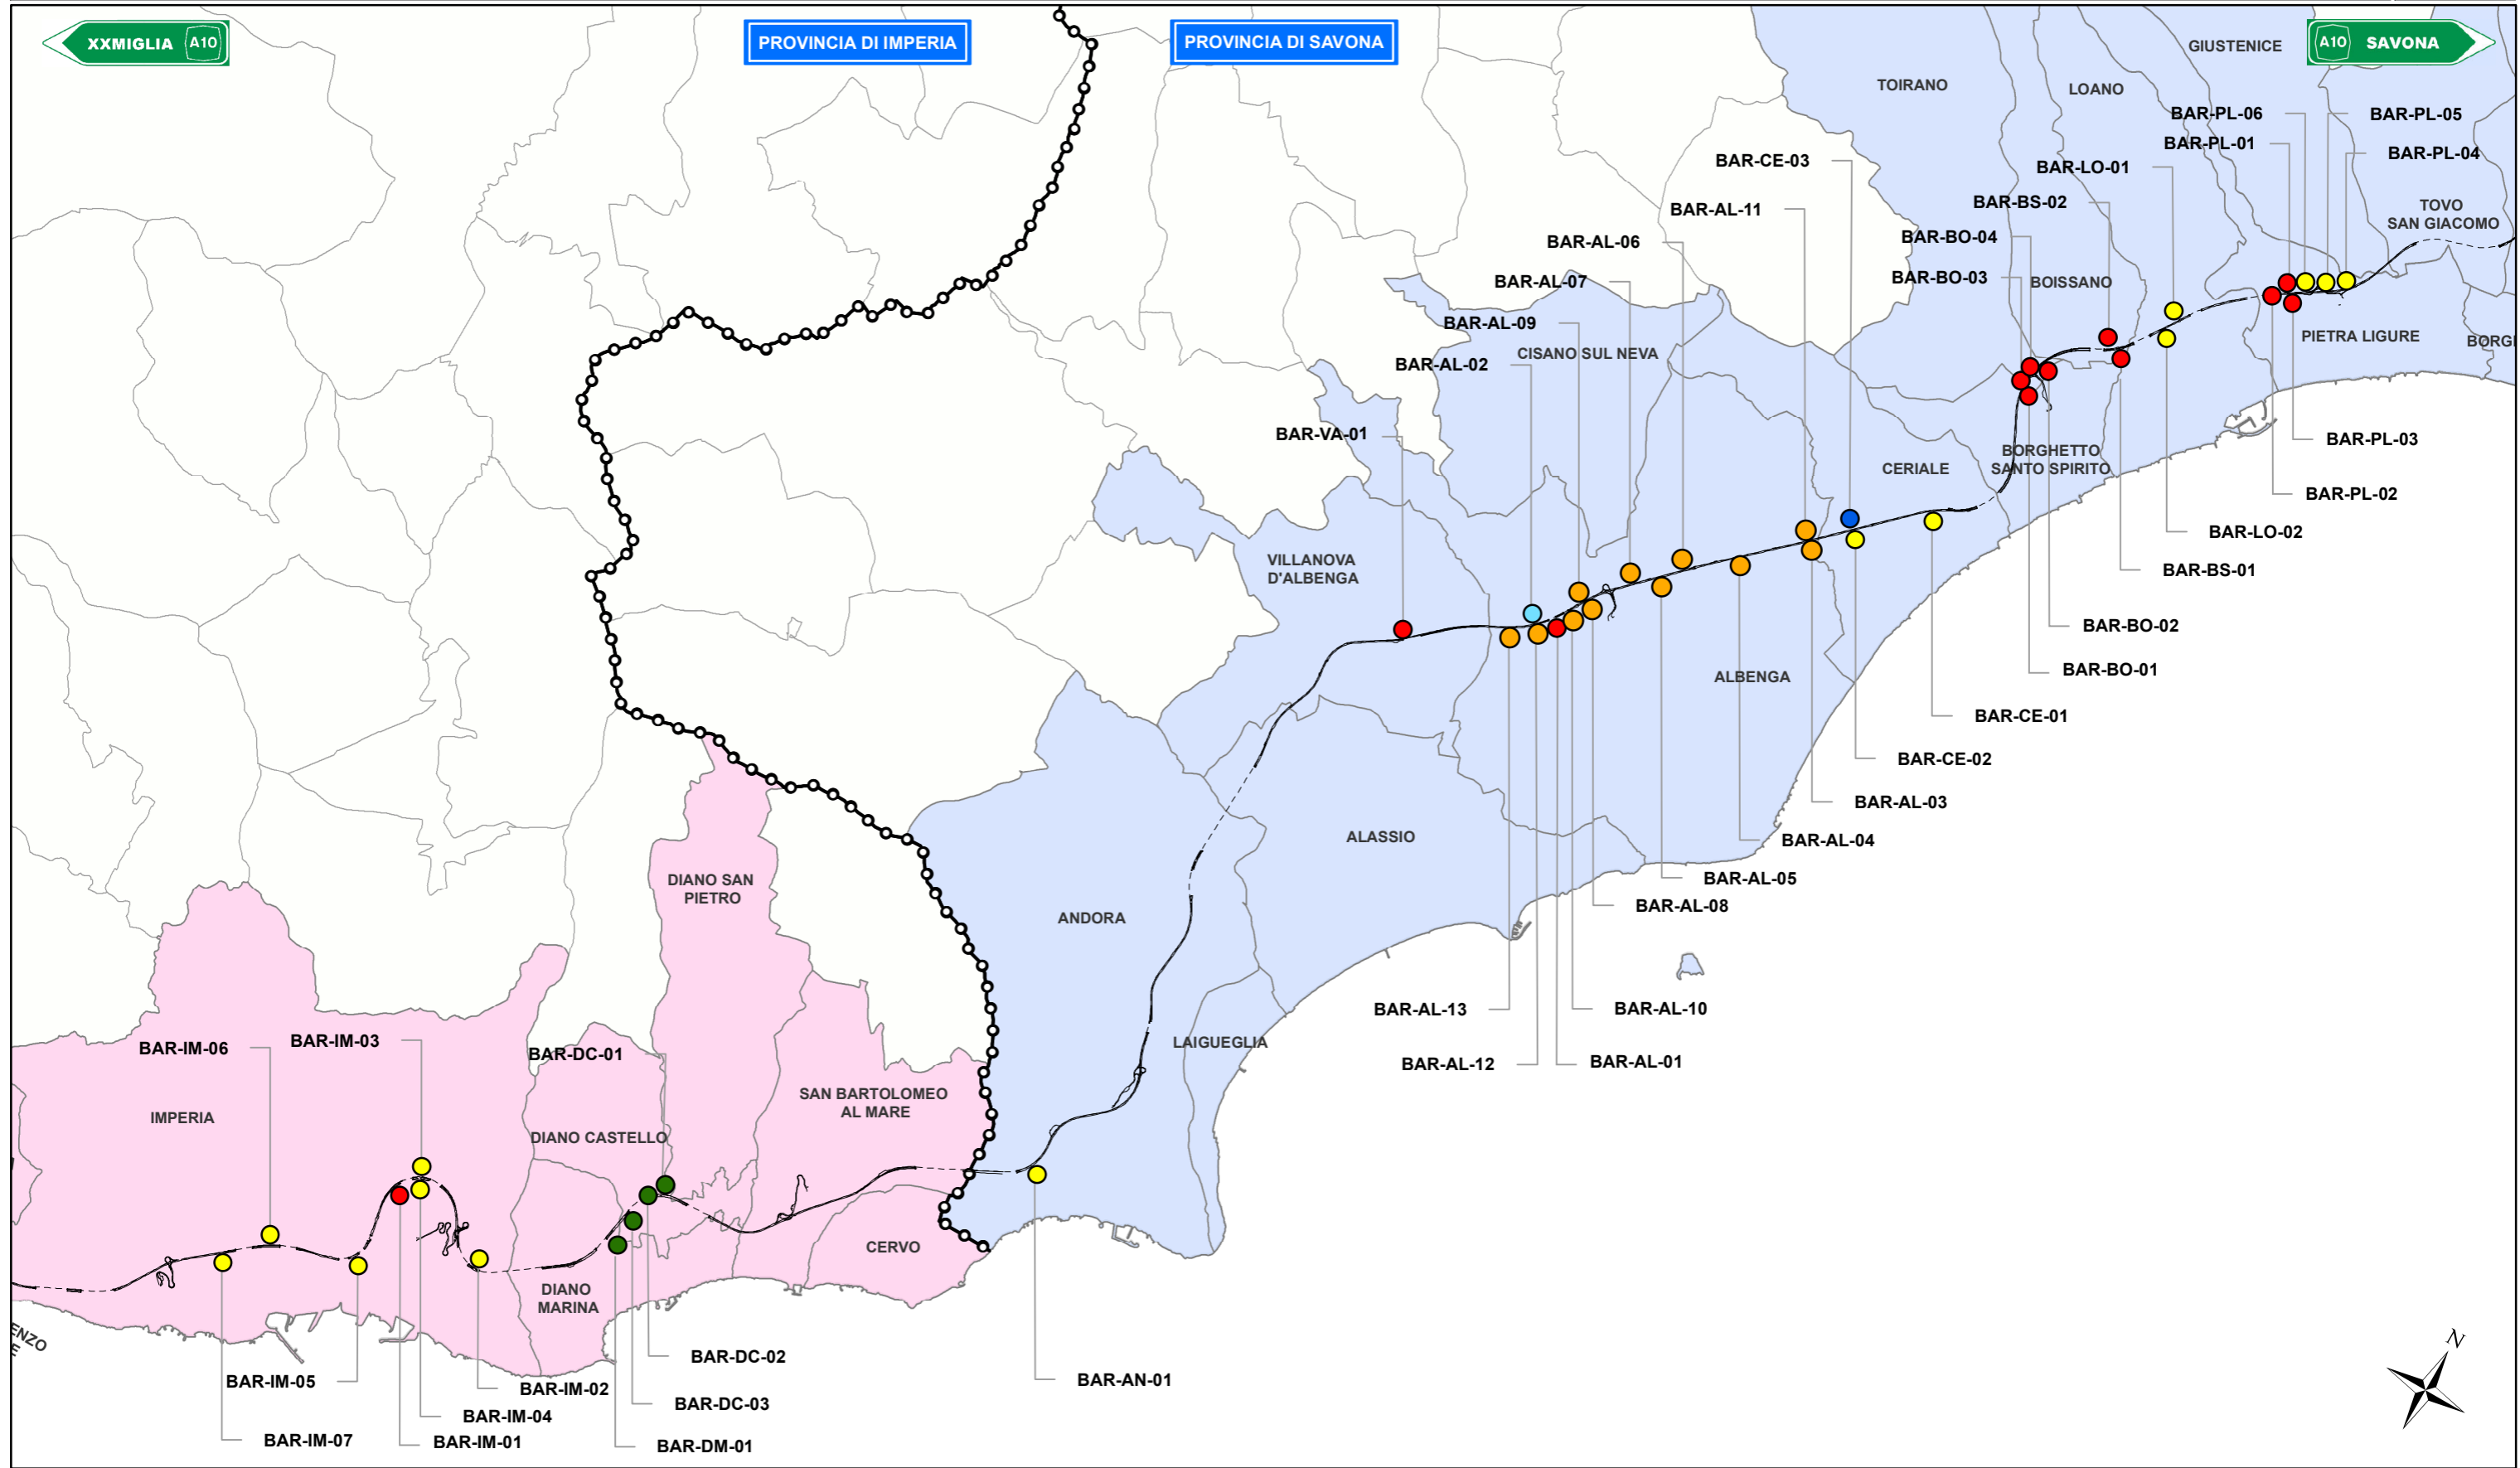 XXMIGLIA A10
PROVINCIA DI IMPERIA
PROVINCIA DI SAVONA
A10 SAVONA
GIUSTENICE
TOIRANO
LOANO
BAR-PL-06
BAR-PL-05
BAR-PL-01
BAR-PL-04
BAR-CE-03
BAR-LO-01
BAR-AL-11
BAR-BS-02
TOVO
SAN GIACOMO
BAR-AL-06
BAR-BO-04
BAR-AL-07
BAR-BO-03
BOISSANO
BAR-AL-09
CISANO SUL NEVA
PIETRA LIGURE
BORGI
BAR-AL-02
BAR-VA-01
BAR-PL-03
BORGHETTO
SANTO SPIRITO
CERIALE
BAR-PL-02
BAR-LO-02
VILLANOVA
D'ALBENGA
BAR-BS-01
BAR-BO-02
BAR-BO-01
ALBENGA
BAR-CE-01
BAR-CE-02
BAR-AL-03
ALASSIO
BAR-AL-04
DIANO SAN
PIETRO
BAR-AL-05
BAR-AL-08
ANDORA
BAR-AL-13
BAR-AL-10
BAR-IM-06
BAR-IM-03
BAR-DC-01
LAIGUEGLIA
BAR-AL-12
BAR-AL-01
SAN BARTOLOMEO
AL MARE
IMPERIA
DIANO CASTELLO
CERVO
DIANO
MARINA
ENZO
E
N
BAR-DC-02
BAR-IM-05
BAR-IM-02
BAR-AN-01
BAR-DC-03
BAR-IM-04
BAR-IM-07
BAR-IM-01
BAR-DM-01